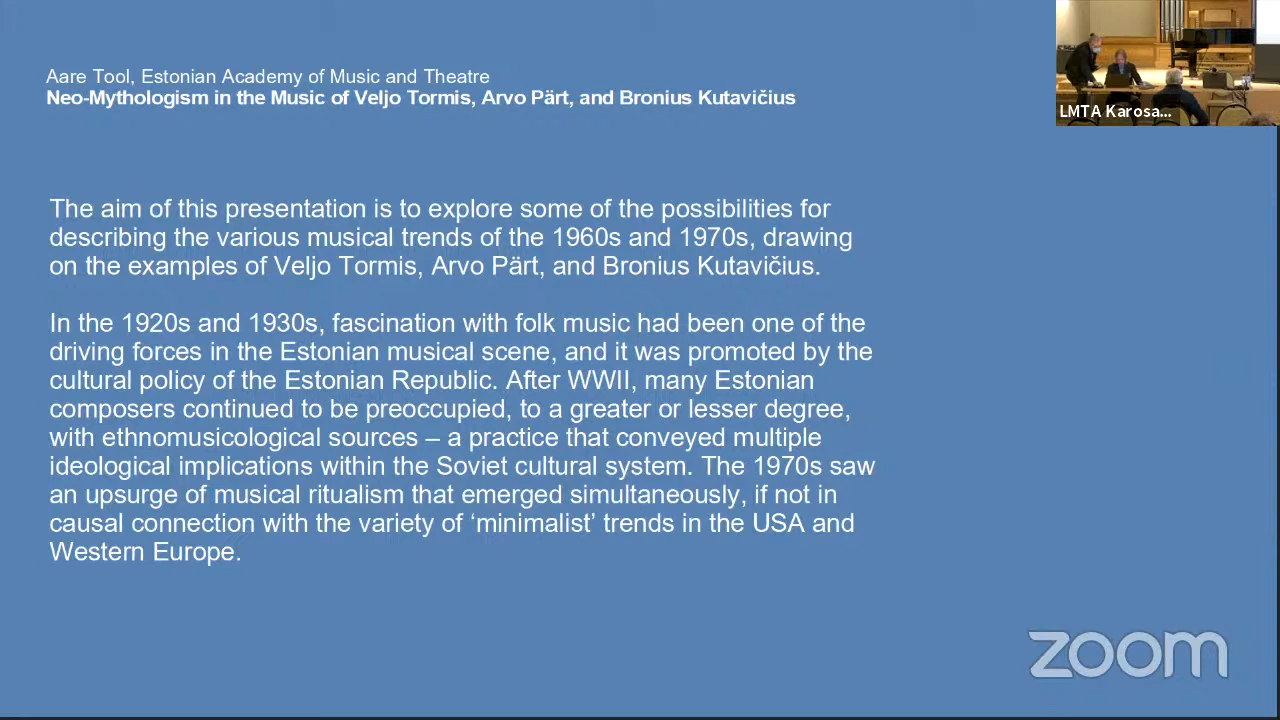 Aare Tool, Estonian Academy of Music and Theatre
Neo-Mythologism in the Music of Veljo Tormis, Arvo Pärt, and Bronius Kutavičius
LMTA Karosa...
The aim of this presentation is to explore some of the possibilities for
describing the various musical trends of the 1960s and 1970s, drawing
on the examples of Veljo Tormis, Arvo Pärt, and Bronius Kutavičius.
In the 1920s and 1930s, fascination with folk music had been one of the
driving forces in the Estonian musical scene, and it was promoted by the
cultural policy of the Estonian Republic. After WWII, many Estonian
composers continued to be preoccupied, to a greater or lesser degree,
with ethnomusicological sources – a practice that conveyed multiple
ideological implications within the Soviet cultural system. The 1970s saw
an upsurge of musical ritualism that emerged simultaneously, if not in
causal connection with the variety of ‘minimalist’ trends in the USA and
Western Europe.
zoom